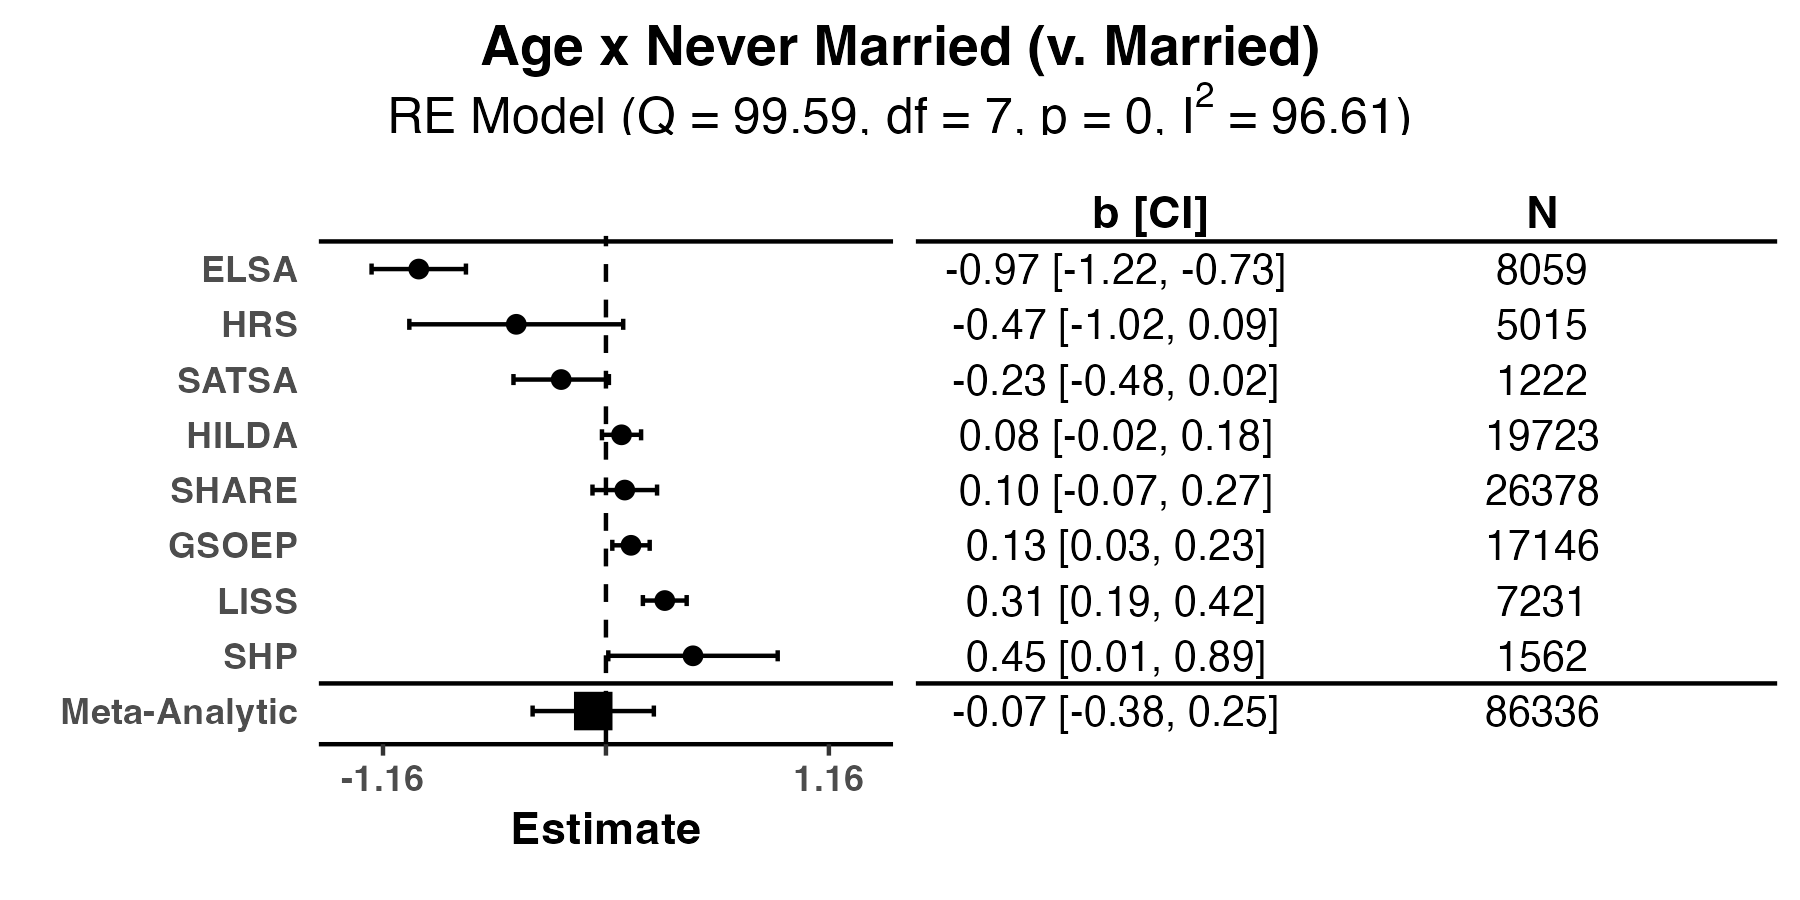 Age x Never Married (v. Married)
RE Model (Q = 99.59, df = 7, p = 0, I² = 96.61)
b [CI] N
ELSA -0.97 [-1.22, -0.73] 8059
HRS -0.47 [-1.02, 0.09] 5015
SATSA -0.23 [-0.48, 0.02] 1222
HILDA 0.08 [-0.02, 0.18] 19723
SHARE 0.10 [-0.07, 0.27] 26378
GSOEP 0.13 [0.03, 0.23] 17146
LISS 0.31 [0.19, 0.42] 7231
SHP 0.45 [0.01, 0.89] 1562
Meta-Analytic -0.07 [-0.38, 0.25] 86336
-1.16 1.16
Estimate